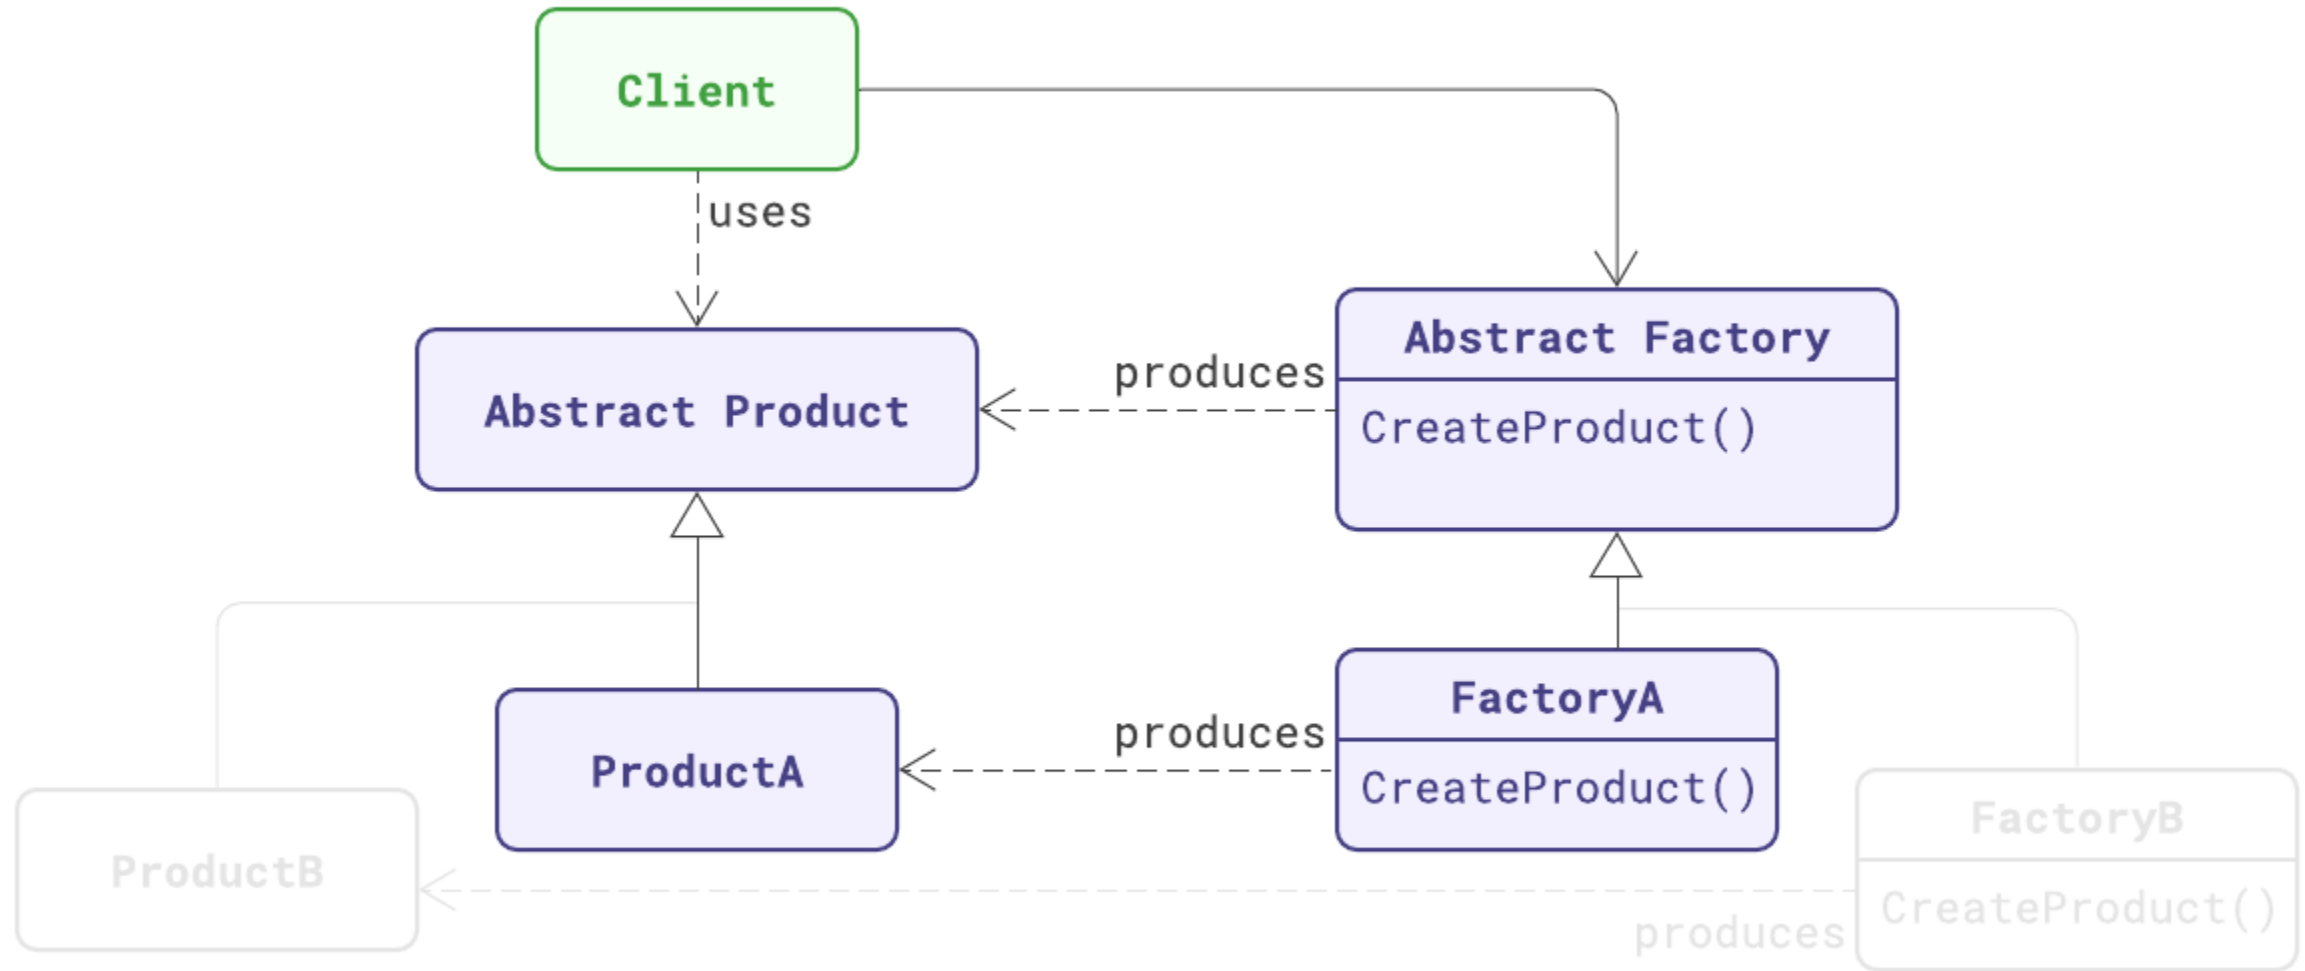 Client
uses
Abstract Factory
produces
Abstract Product
CreateProduct()
FactoryA
produces
ProductA
CreateProduct()
FactoryB
ProductB
CreateProduct()
produces